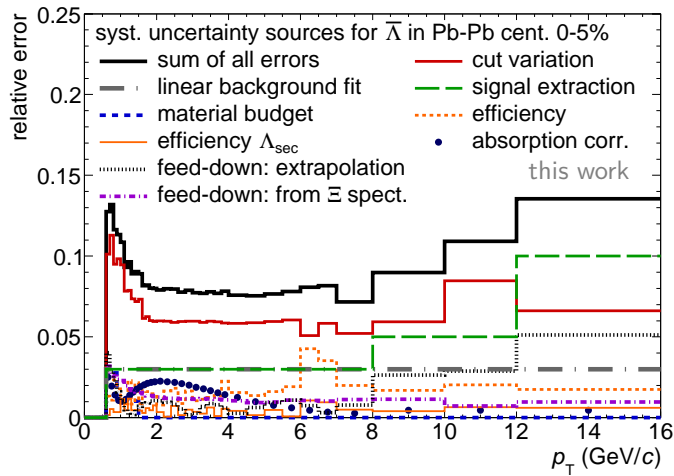 syst. uncertainty sources for Λ̅ in Pb-Pb cent. 0-5%
sum of all errors
cut variation
linear background fit
signal extraction
material budget
efficiency
efficiency Λsec
absorption corr.
feed-down: extrapolation
this work
feed-down: from Ξ spect.
relative error
0.25
0.2
0.15
0.1
0.05
0
0 2 4 6 8 10 12 14 16
pT (GeV/c)